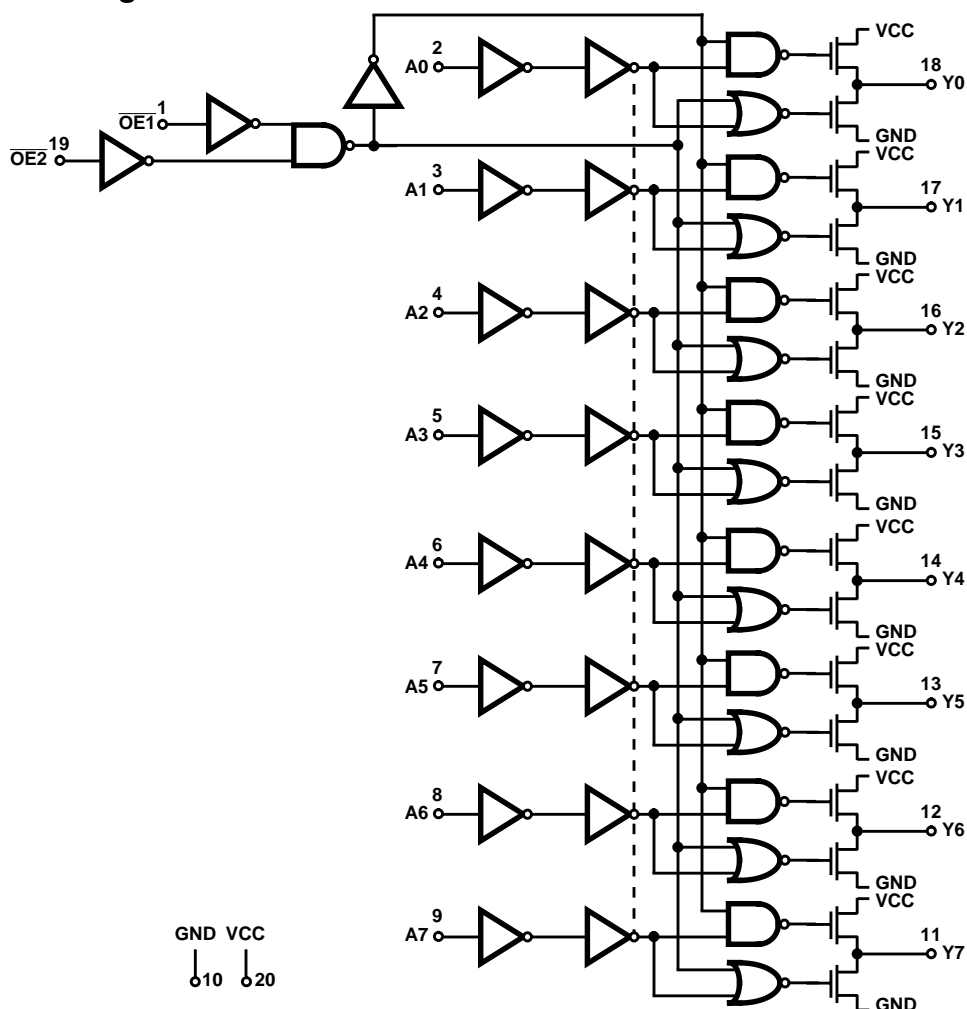 VCC
2
18
A0
Y0
1
OE1
GND
19
OE2
VCC
3
17
A1
Y1
GND
VCC
4
16
A2
Y2
GND
VCC
5
15
A3
Y3
GND
VCC
6
14
A4
Y4
GND
VCC
7
13
A5
Y5
GND
VCC
8
12
A6
Y6
GND
VCC
9
11
A7
Y7
GND VCC
10 20
GND